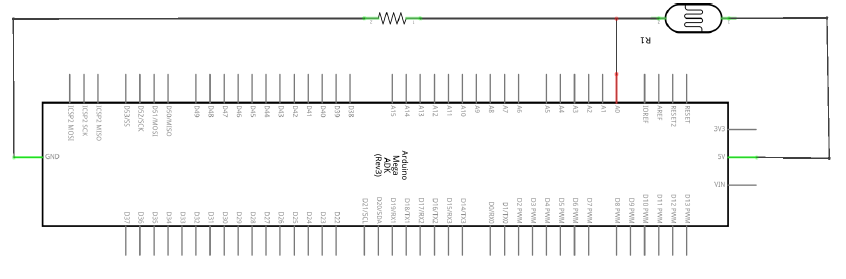 R1
ICSP2 MOSI
ICSP2 SCK
ICSP2 MISO
D53/SS
D52/SCK
D51/MOSI
D50/MISO
D49
D48
D47
D46
D45
D44
D43
D42
D41
D40
D39
D38
A15
A14
A13
A12
A11
A10
A9
A8
A7
A6
A5
A4
A3
A2
A1
A0
IOREF
AREF
RESET2
RESET
3V3
GND
5V
VIN
Arduino
Mega
ADK
(Rev3)
D37
D36
D35
D34
D33
D32
D31
D30
D29
D28
D27
D26
D25
D24
D23
D22
D21/SCL
D20/SDA
D19/RX1
D18/TX1
D17/RX2
D16/TX2
D15/RX3
D14/TX3
D0/RX0
D1/TX0
D2 PWM
D3 PWM
D4 PWM
D5 PWM
D6 PWM
D7 PWM
D8 PWM
D9 PWM
D10 PWM
D11 PWM
D12 PWM
D13 PWM